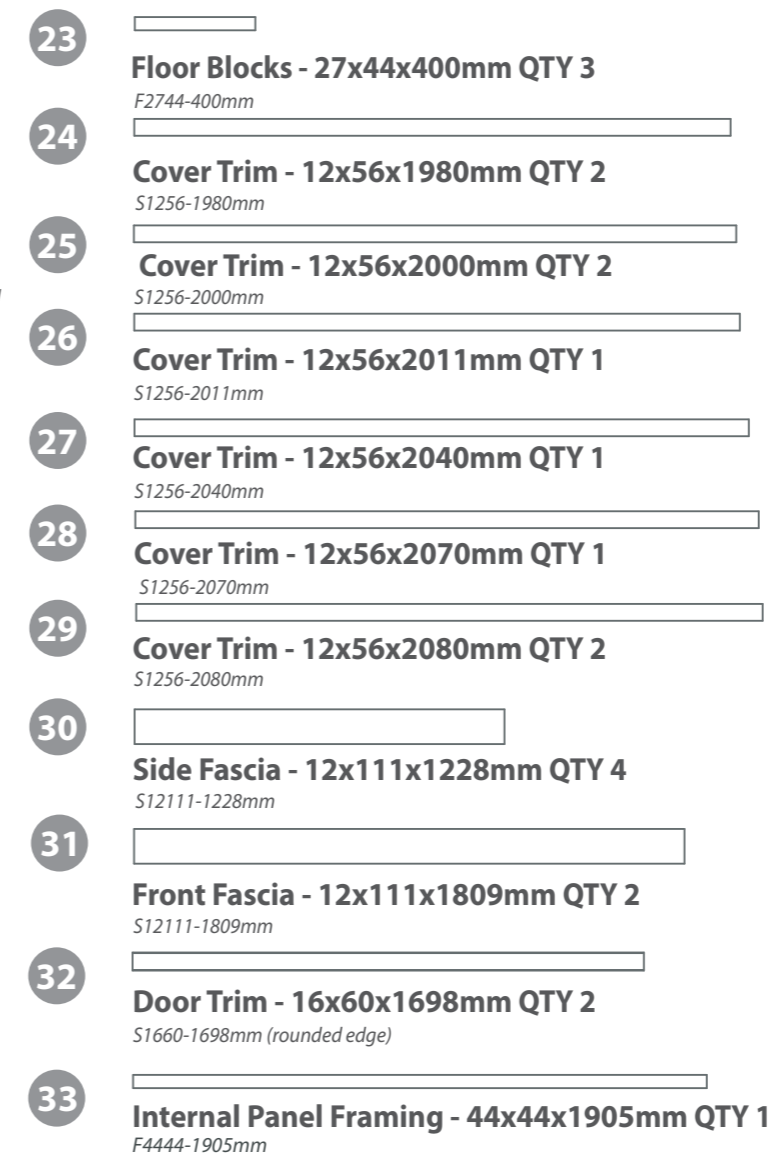 23
Floor Blocks - 27x44x400mm QTY 3
F2744-400mm
24
Cover Trim - 12x56x1980mm QTY 2
S1256-1980mm
25
Cover Trim - 12x56x2000mm QTY 2
S1256-2000mm
26
Cover Trim - 12x56x2011mm QTY 1
S1256-2011mm
27
Cover Trim - 12x56x2040mm QTY 1
S1256-2040mm
28
Cover Trim - 12x56x2070mm QTY 1
S1256-2070mm
29
Cover Trim - 12x56x2080mm QTY 2
S1256-2080mm
30
Side Fascia - 12x111x1228mm QTY 4
S12111-1228mm
31
Front Fascia - 12x111x1809mm QTY 2
S12111-1809mm
32
Door Trim - 16x60x1698mm QTY 2
S1660-1698mm (rounded edge)
33
Internal Panel Framing - 44x44x1905mm QTY 1
F4444-1905mm